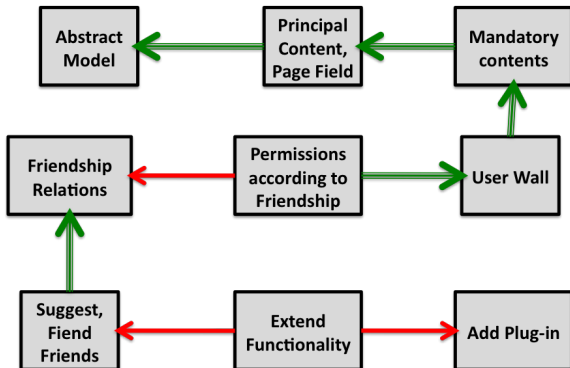 Abstract
Model
Principal
Content,
Page Field
Mandatory
contents
Friendship
Relations
Permissions
according to
Friendship
User Wall
Suggest,
Fiend
Friends
Extend
Functionality
Add Plug-in